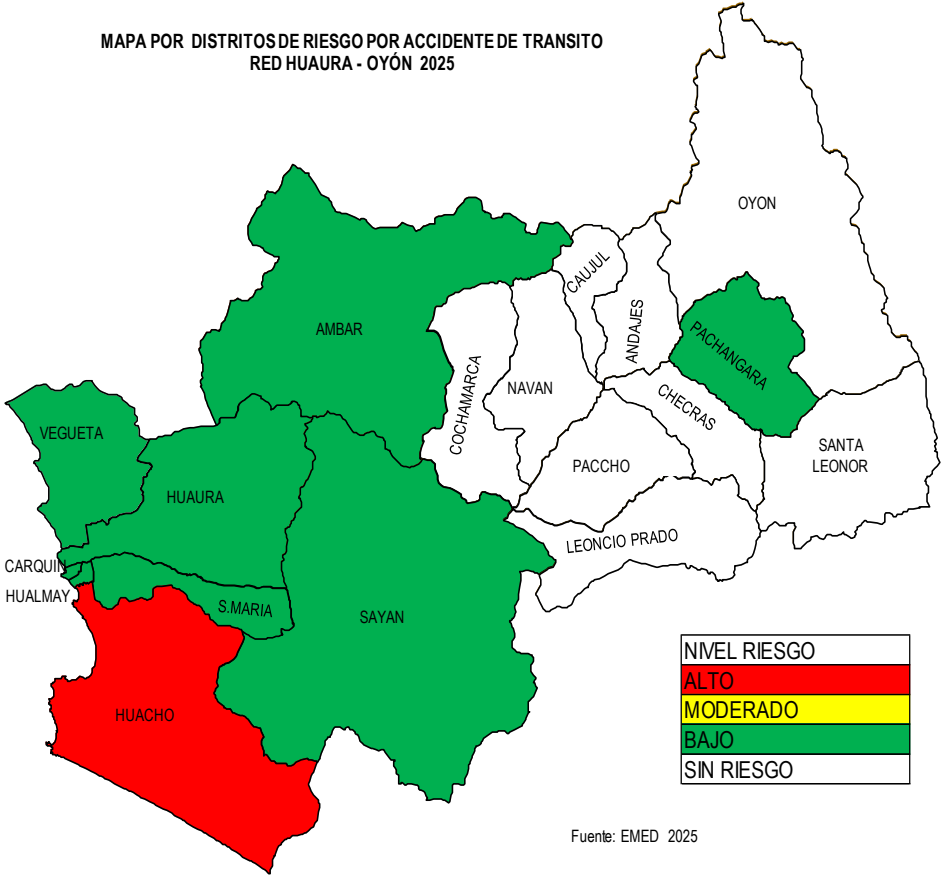 MAPA POR DISTRITOS DE RIESGO POR ACCIDENTE DE TRANSITO
RED HUAURA - OYÓN 2025
OYON
CAUJUL
ANDAJES
AMBAR
PACHANGARA
COCHAMARCA
NAVAN
CHECRAS
VEGUETA
SANTA
LEONOR
PACCHO
HUAURA
LEONCIO PRADO
CARQUIN
HUALMAY
S.MARIA
SAYAN
HUACHO
NIVEL RIESGO
ALTO
MODERADO
BAJO
SIN RIESGO
Fuente: EMED 2025